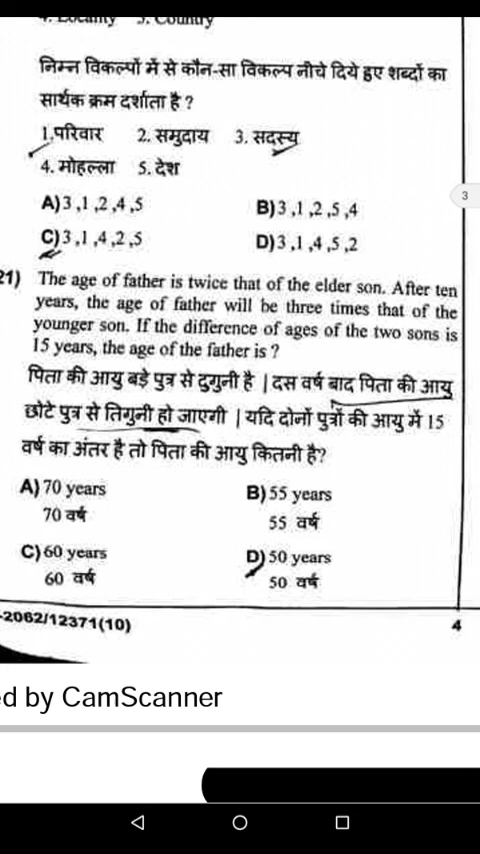 4. Locality 5. Country
निम्न विकल्पों में से कौन-सा विकल्प नीचे दिये हुए शब्दों का
सार्थक क्रम दर्शाता है ?
1.परिवार 2. समुदाय 3. सदस्य
4. मोहल्ला 5. देश
A)3 ,1 ,2 ,4 ,5 B)3 ,1 ,2 ,5 ,4
3
C)3 ,1 ,4 ,2 ,5 D)3 ,1 ,4 ,5 ,2
21) The age of father is twice that of the elder son. After ten
years, the age of father will be three times that of the
younger son. If the difference of ages of the two sons is
15 years, the age of the father is ?
पिता की आयु बड़े पुत्र से दुगुनी है | दस वर्ष बाद पिता की आयु
छोटे पुत्र से तिगुनी हो जाएगी | यदि दोनों पुत्रों की आयु में 15
वर्ष का अंतर है तो पिता की आयु कितनी है?
A) 70 years B) 55 years
70 वर्ष 55 वर्ष
C) 60 years D) 50 years
60 वर्ष 50 वर्ष
-2062/12371(10) 4
ed by CamScanner